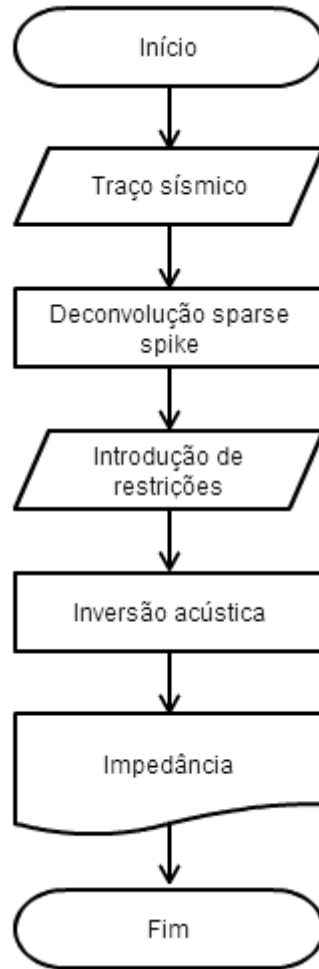 Início
Traço sísmico
Deconvolução sparse
spike
Introdução de
restrições
Inversão acústica
Impedância
Fim